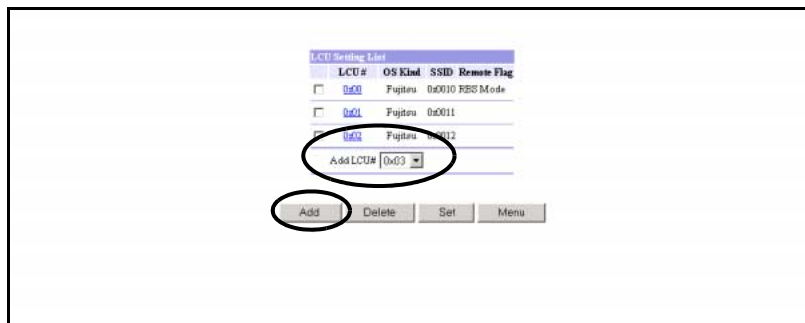 LCU Setting List
LCU # OS Kind SSID Remote Flag
0x00 Fujitsu 0x0010 RBS Mode
0x01 Fujitsu 0x0011
0x02 Fujitsu 0x0012
Add LCU# 0x03
Add Delete Set Menu